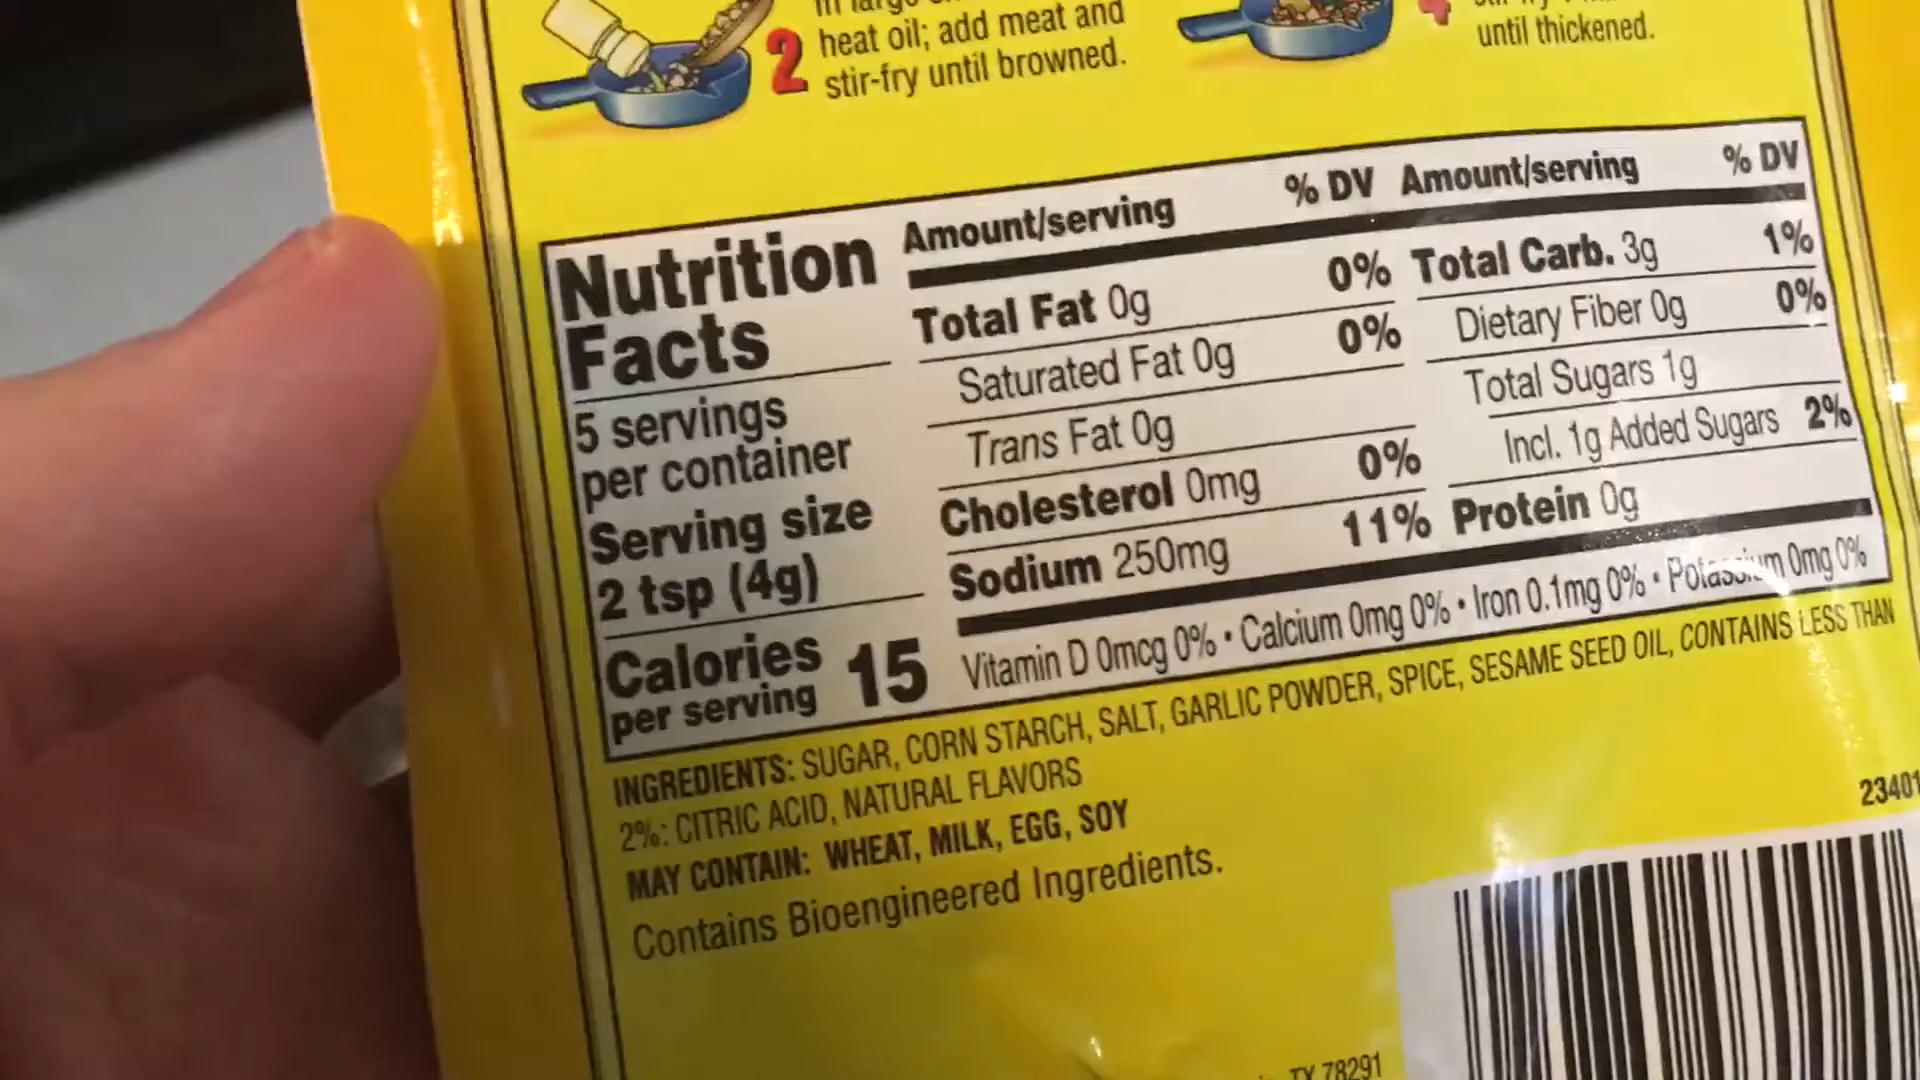 2
heat oil; add meat and
stir-fry until browned.
until thickened.
Nutrition
Facts
5 servings
per container
Serving size
2 tsp (4g)
Calories
per serving 15
Amount/serving % DV
Total Fat 0g 0%
Saturated Fat 0g 0%
Trans Fat 0g
Cholesterol 0mg 0%
Sodium 250mg 11%
Amount/serving % DV
Total Carb. 3g 1%
Dietary Fiber 0g 0%
Total Sugars 1g
Incl. 1g Added Sugars 2%
Protein 0g
Vitamin D 0mcg 0% • Calcium 0mg 0% • Iron 0.1mg 0% • Potassium 0mg 0%
INGREDIENTS: SUGAR, CORN STARCH, SALT, GARLIC POWDER, SPICE, SESAME SEED OIL, CONTAINS LESS THAN
2%: CITRIC ACID, NATURAL FLAVORS
MAY CONTAIN: WHEAT, MILK, EGG, SOY
Contains Bioengineered Ingredients.
23401
TX 78291